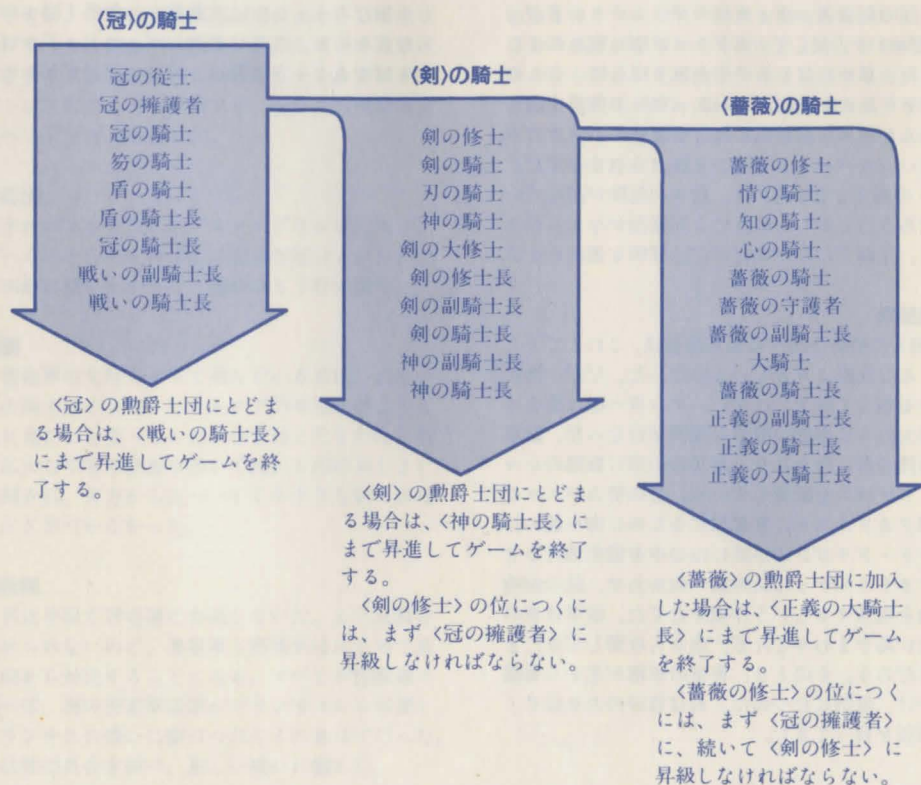 〈冠〉の騎士
冠の従士
冠の擁護者
冠の騎士
笏の騎士
盾の騎士
盾の騎士長
冠の騎士長
戦いの副騎士長
戦いの騎士長
〈冠〉の勲爵士団にとどま
る場合は、〈戦いの騎士長〉
にまで昇進してゲームを終
了する。
〈剣〉の騎士
剣の修士
剣の騎士
刃の騎士
神の騎士
剣の大修士
剣の修士長
剣の副騎士長
剣の騎士長
神の副騎士長
神の騎士長
〈剣〉の勲爵士団にとどま
る場合は、〈神の騎士長〉に
まで昇進してゲームを終了
する。
〈剣の修士〉の位につくに
は、まず〈冠の擁護者〉に
昇級しなければならない。
〈薔薇〉の騎士
薔薇の修士
情の騎士
知の騎士
心の騎士
薔薇の騎士
薔薇の守護者
薔薇の副騎士長
大騎士
薔薇の騎士長
正義の副騎士長
正義の騎士長
正義の大騎士長
〈薔薇〉の勲爵士団に加入
した場合は、〈正義の大騎士
長〉にまで昇進してゲーム
を終了する。
〈薔薇の修士〉の位につく
には、まず〈冠の擁護者〉
に、続いて〈剣の修士〉に
昇級しなければならない。